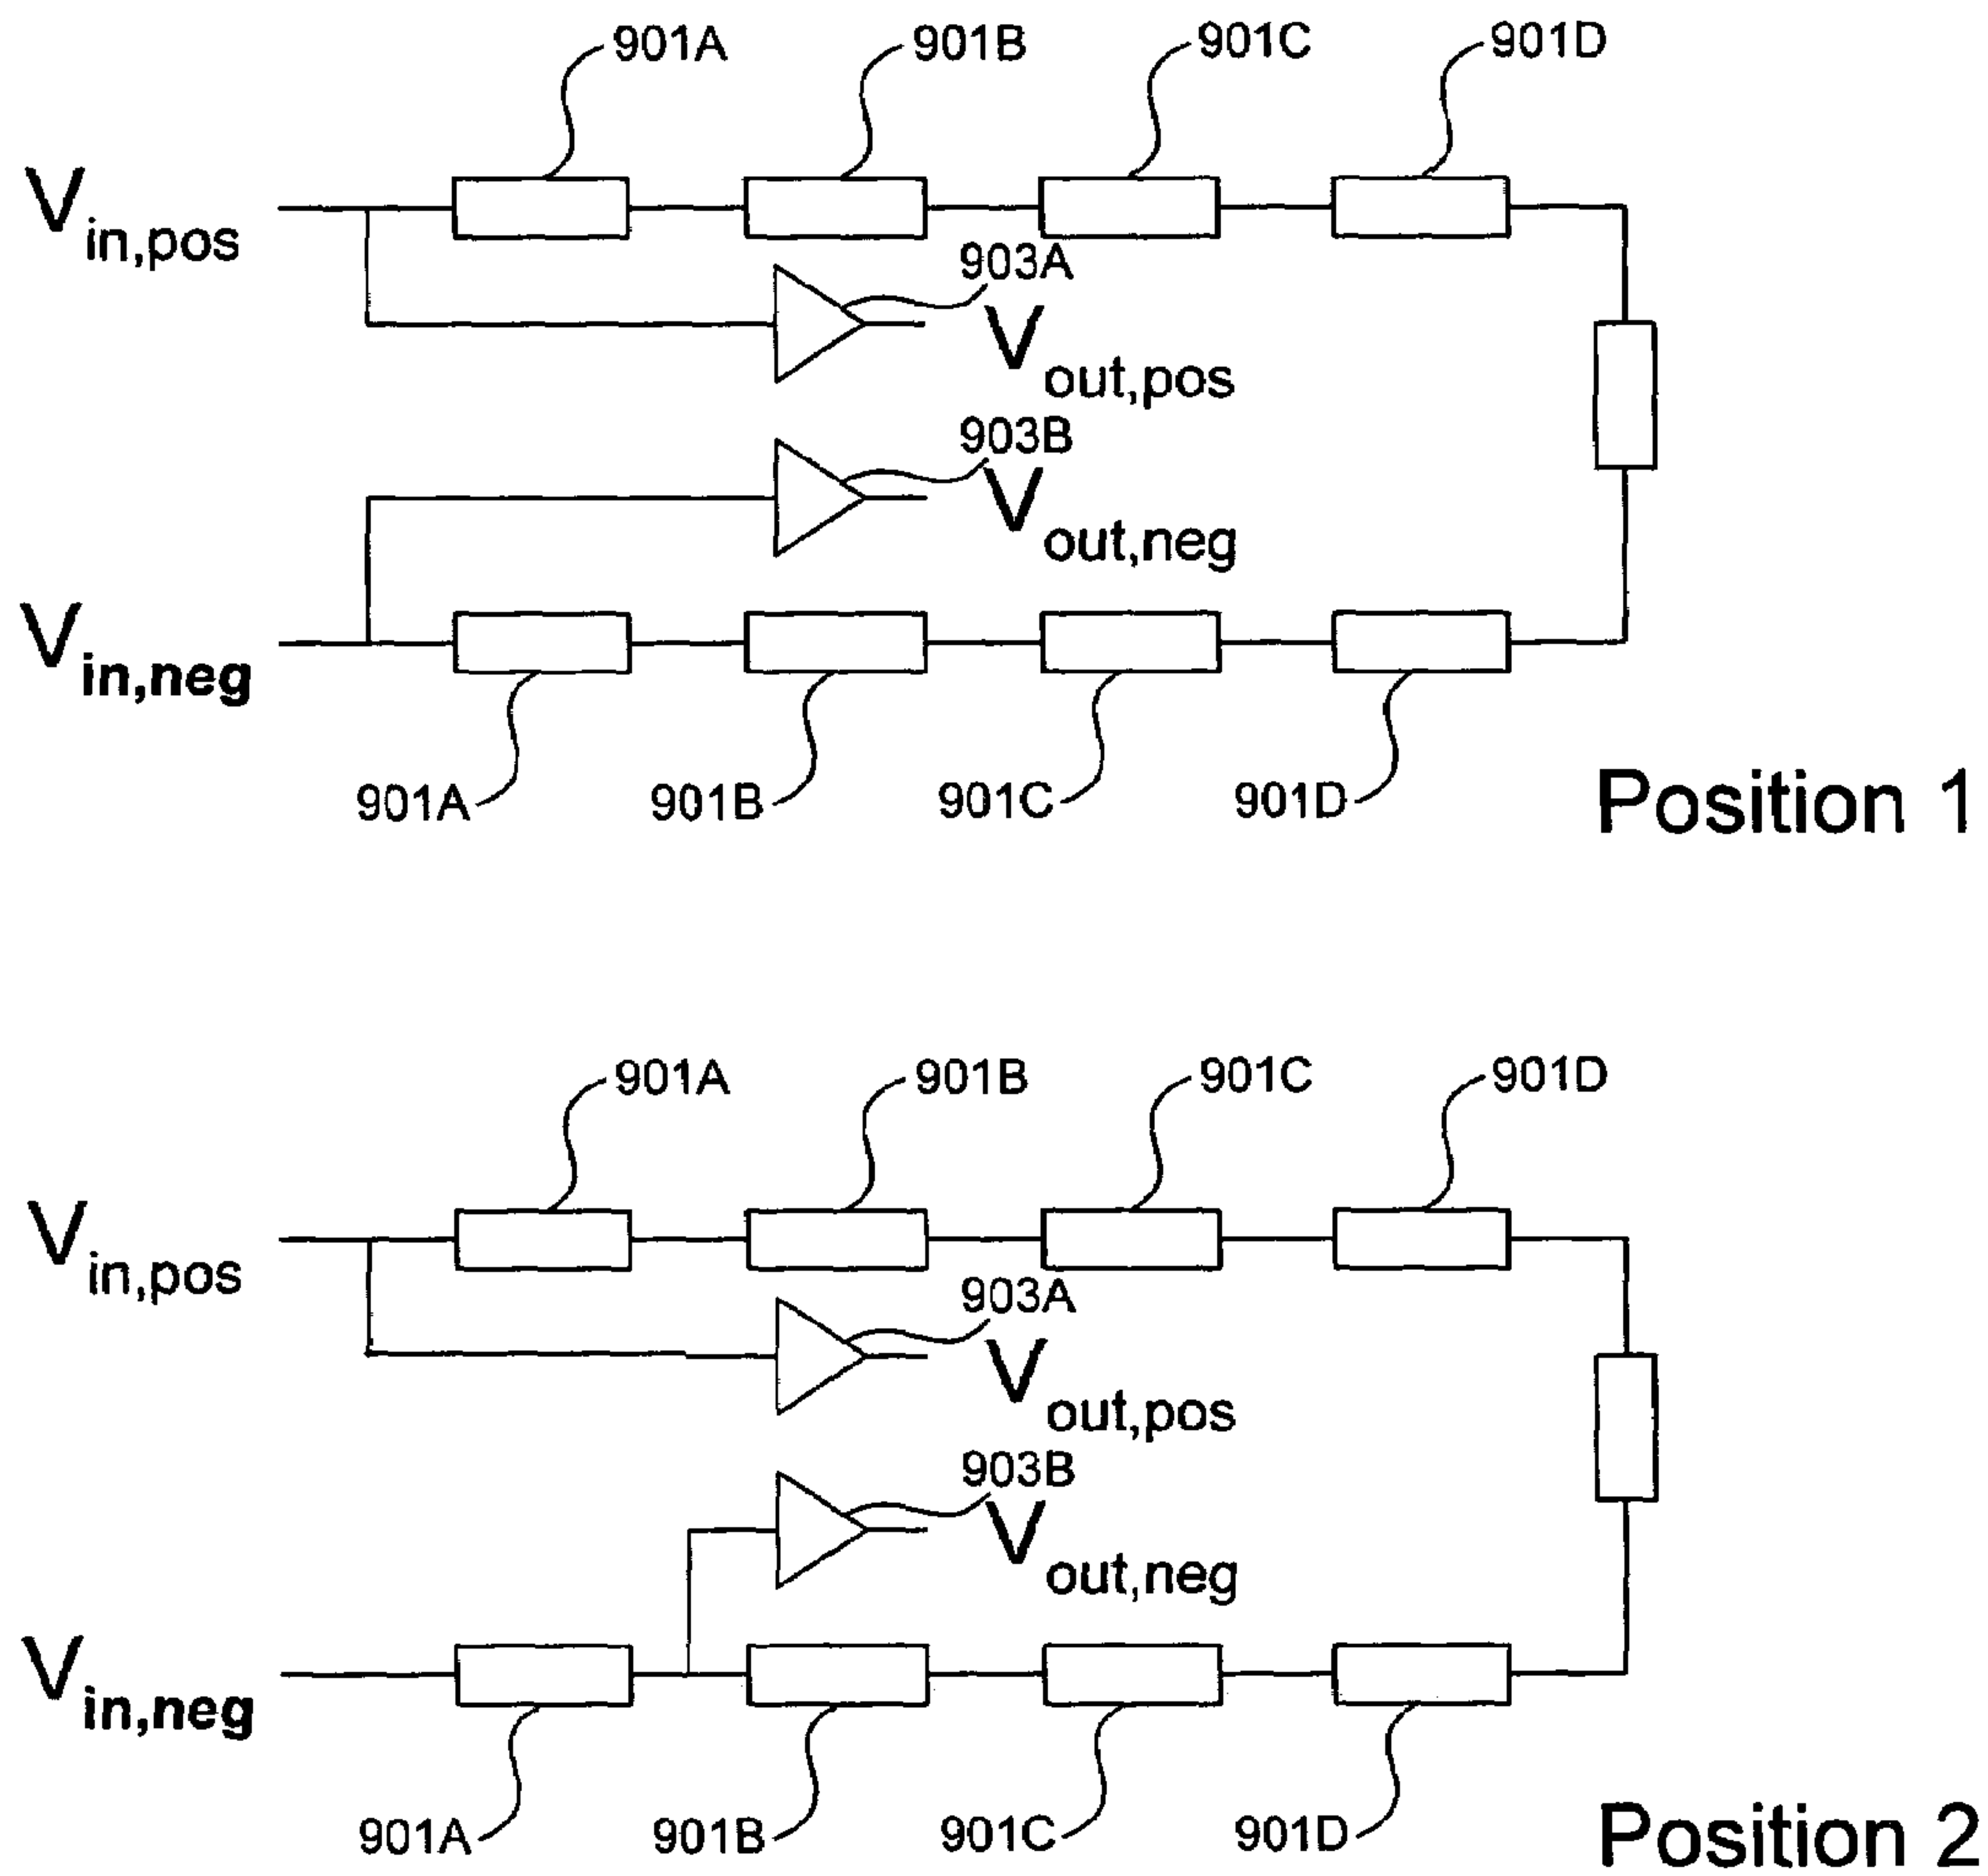 901A 901B 901C 901D
Vin,pos
903A
Vout,pos
903B
Vout,neg
Vin,neg
901A 901B 901C 901D
Position 1
901A 901B 901C 901D
Vin,pos
903A
Vout,pos
903B
Vout,neg
Vin,neg
901A 901B 901C 901D
Position 2